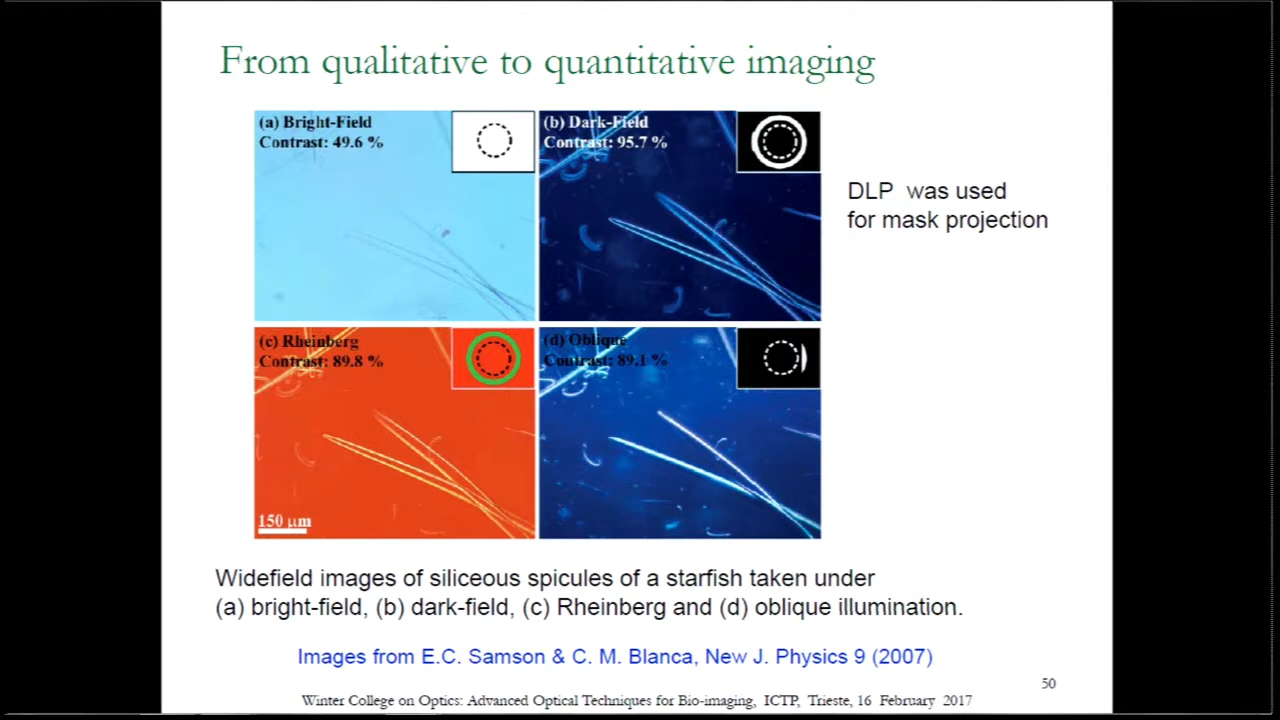 From qualitative to quantitative imaging
(a) Bright-Field
Contrast: 49.6 %
(b) Dark-Field
Contrast: 95.7 %
DLP was used
for mask projection
(c) Rheinberg
Contrast: 89.8 %
(d) Oblique
Contrast: 89.1 %
150 µm
Widefield images of siliceous spicules of a starfish taken under
(a) bright-field, (b) dark-field, (c) Rheinberg and (d) oblique illumination.
Images from E.C. Samson & C. M. Blanca, New J. Physics 9 (2007)
50
Winter College on Optics: Advanced Optical Techniques for Bio-imaging, ICTP, Trieste, 16 February 2017